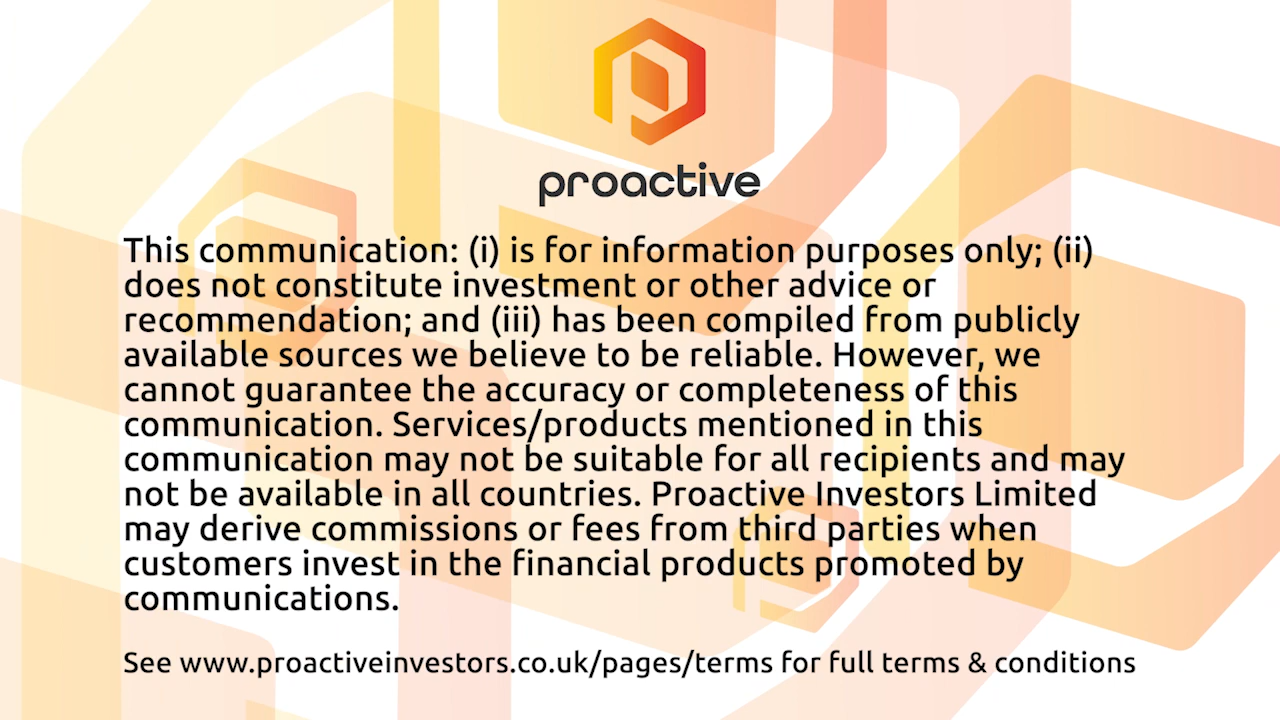 proactive
This communication: (i) is for information purposes only; (ii)
does not constitute investment or other advice or
recommendation; and (iii) has been compiled from publicly
available sources we believe to be reliable. However, we
cannot guarantee the accuracy or completeness of this
communication. Services/products mentioned in this
communication may not be suitable for all recipients and may
not be available in all countries. Proactive Investors Limited
may derive commissions or fees from third parties when
customers invest in the financial products promoted by
communications.
See www.proactiveinvestors.co.uk/pages/terms for full terms & conditions